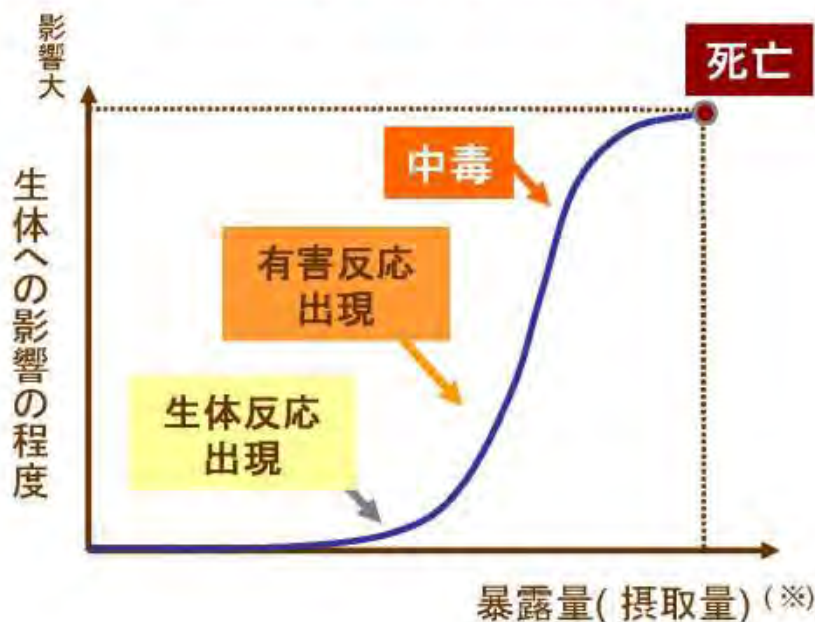 影響大
死亡
中毒
有害反応
出現
生体反応
出現
生体への影響の程度
暴露量( 摂取量) (※)